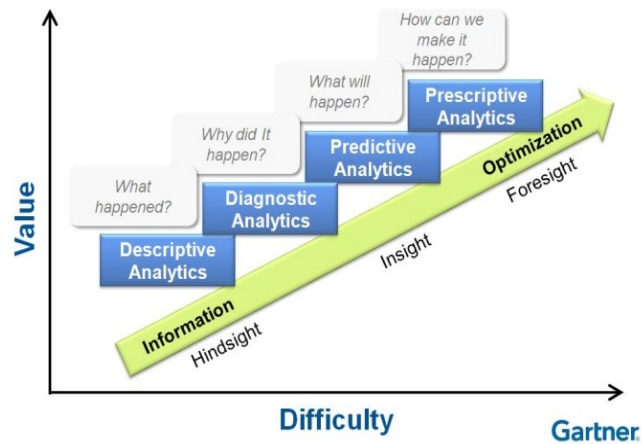 How can we
make it
happen?
What will
happen?
Prescriptive
Analytics
Why did It
happen?
Predictive
Analytics
Optimization
Foresight
What
happened?
Diagnostic
Analytics
Insight
Descriptive
Analytics
Information
Hindsight
Value
Difficulty
Gartner